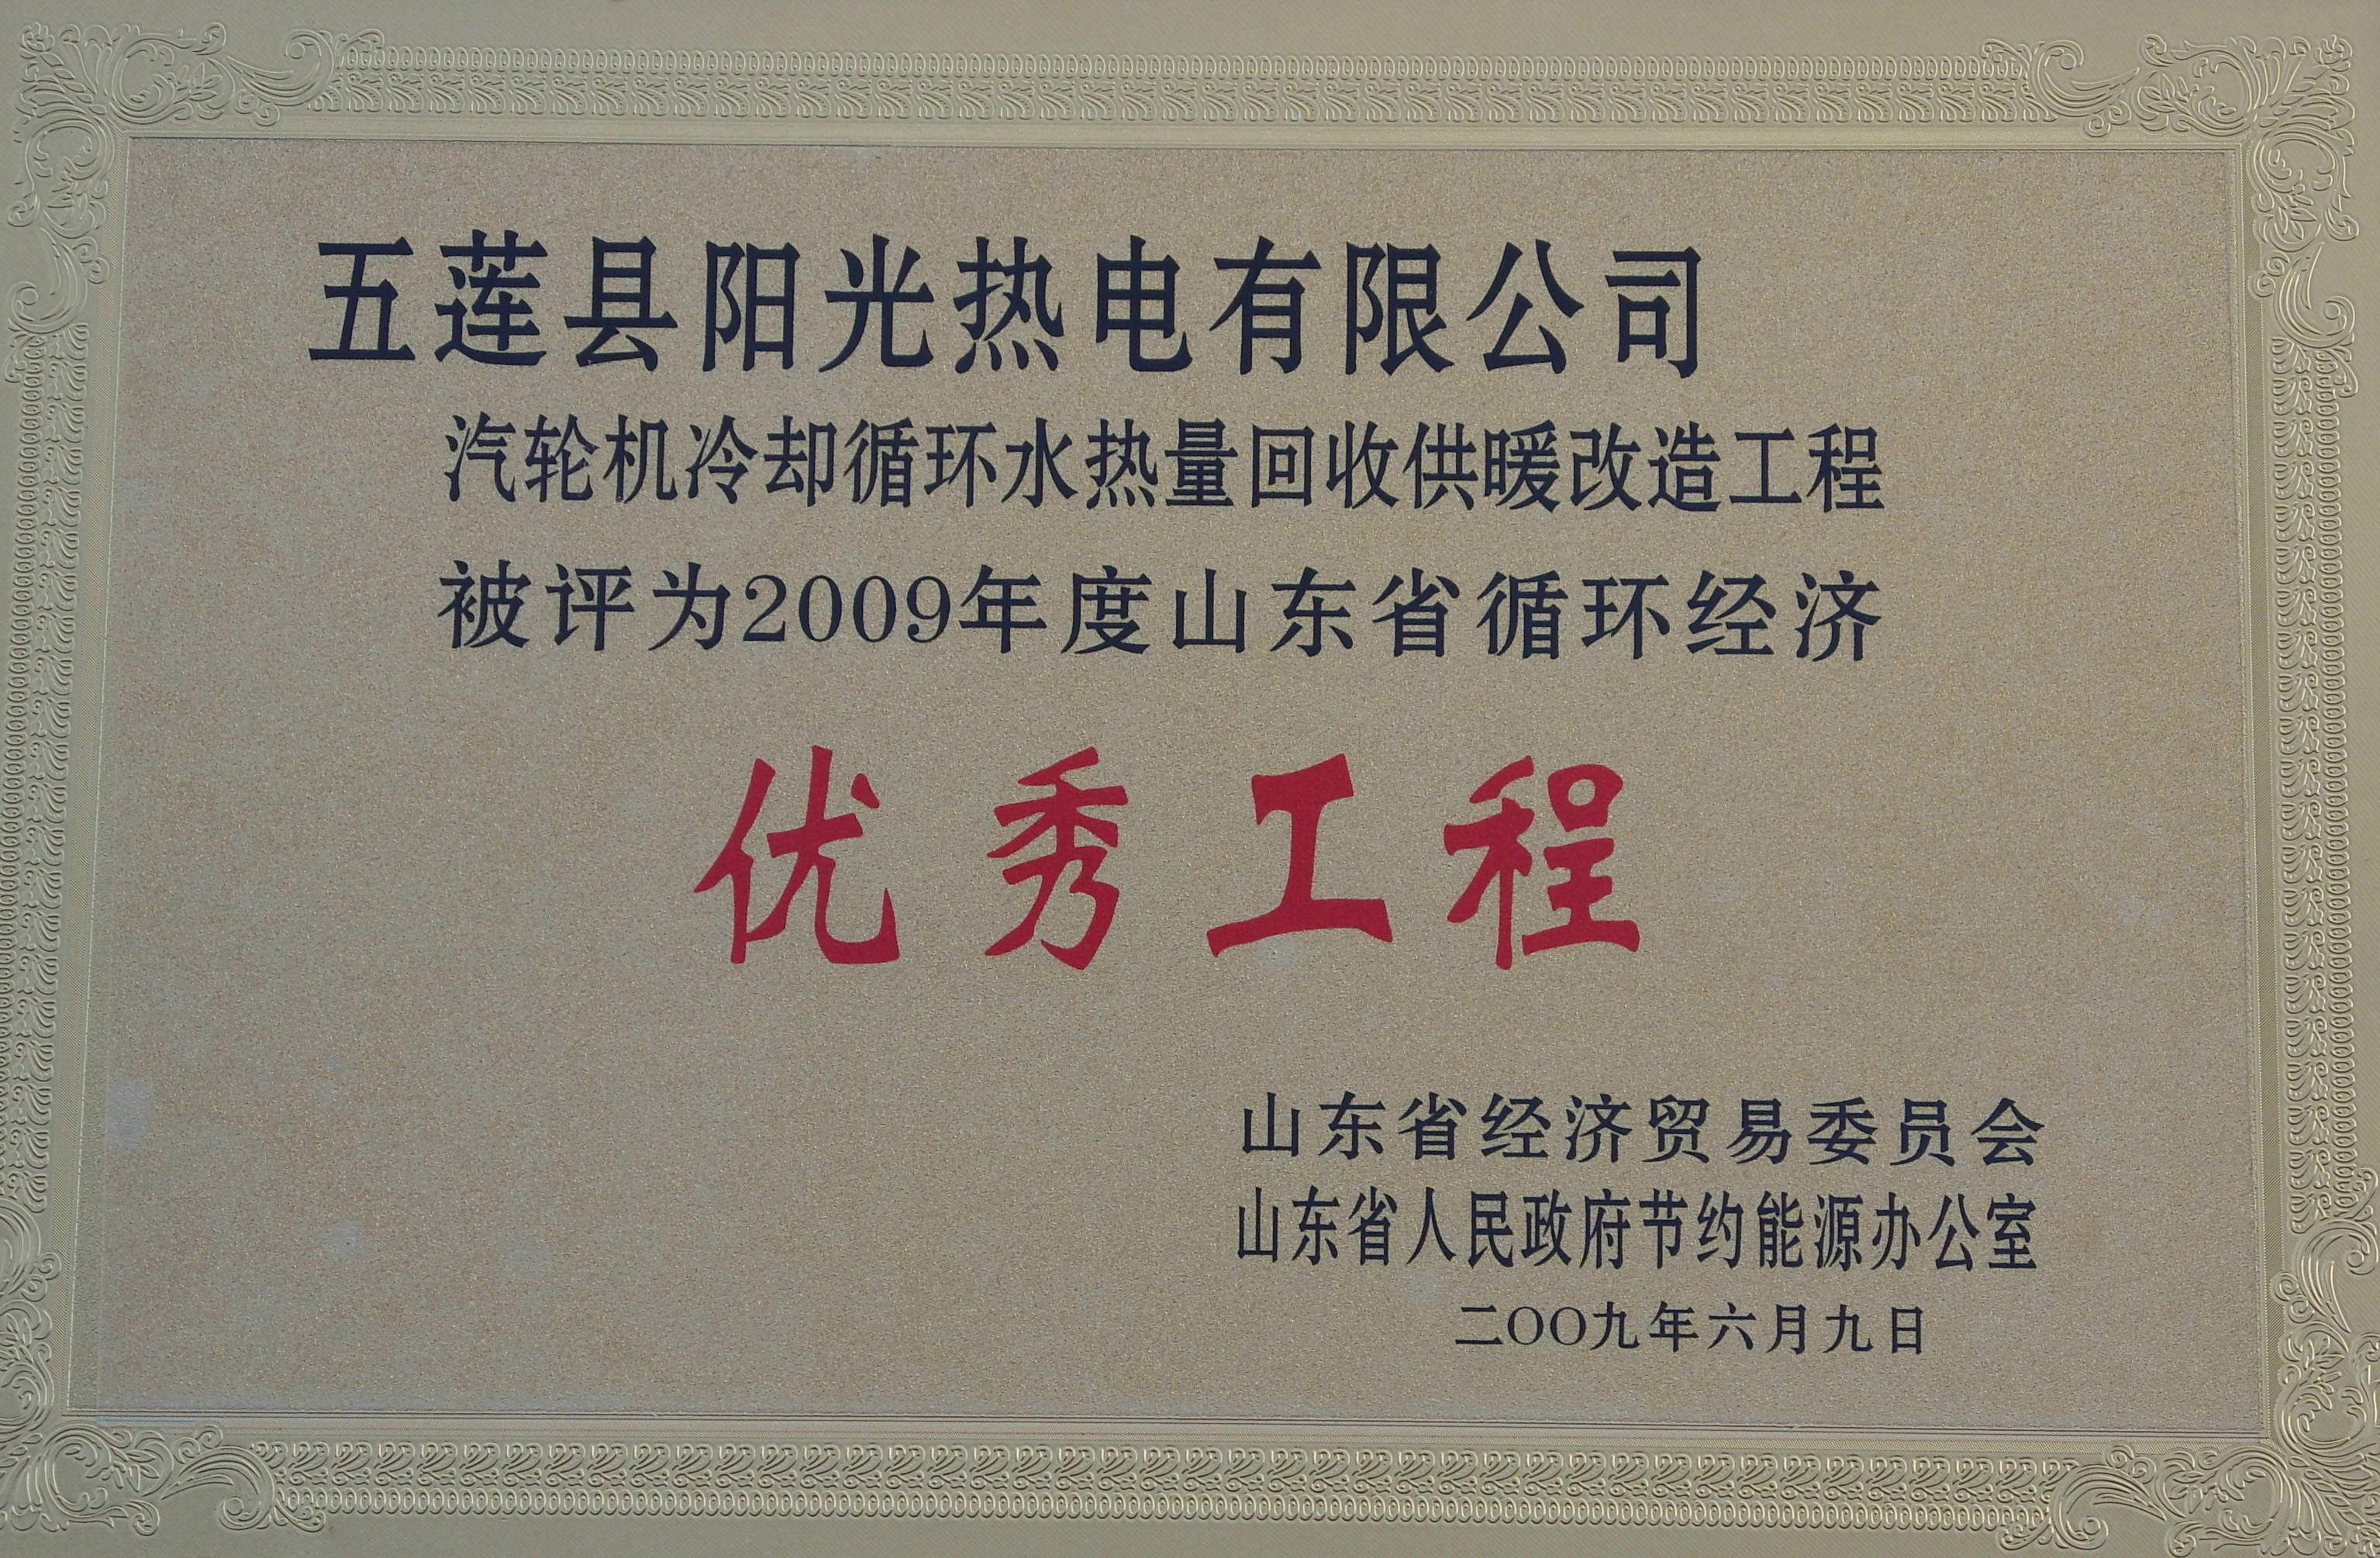 五莲县阳光热电有限公司
汽轮机冷却循环水热量回收供暖改造工程
被评为2009年度山东省循环经济
优秀工程
山东省经济贸易委员会
山东省人民政府节约能源办公室
二〇〇九年六月九日